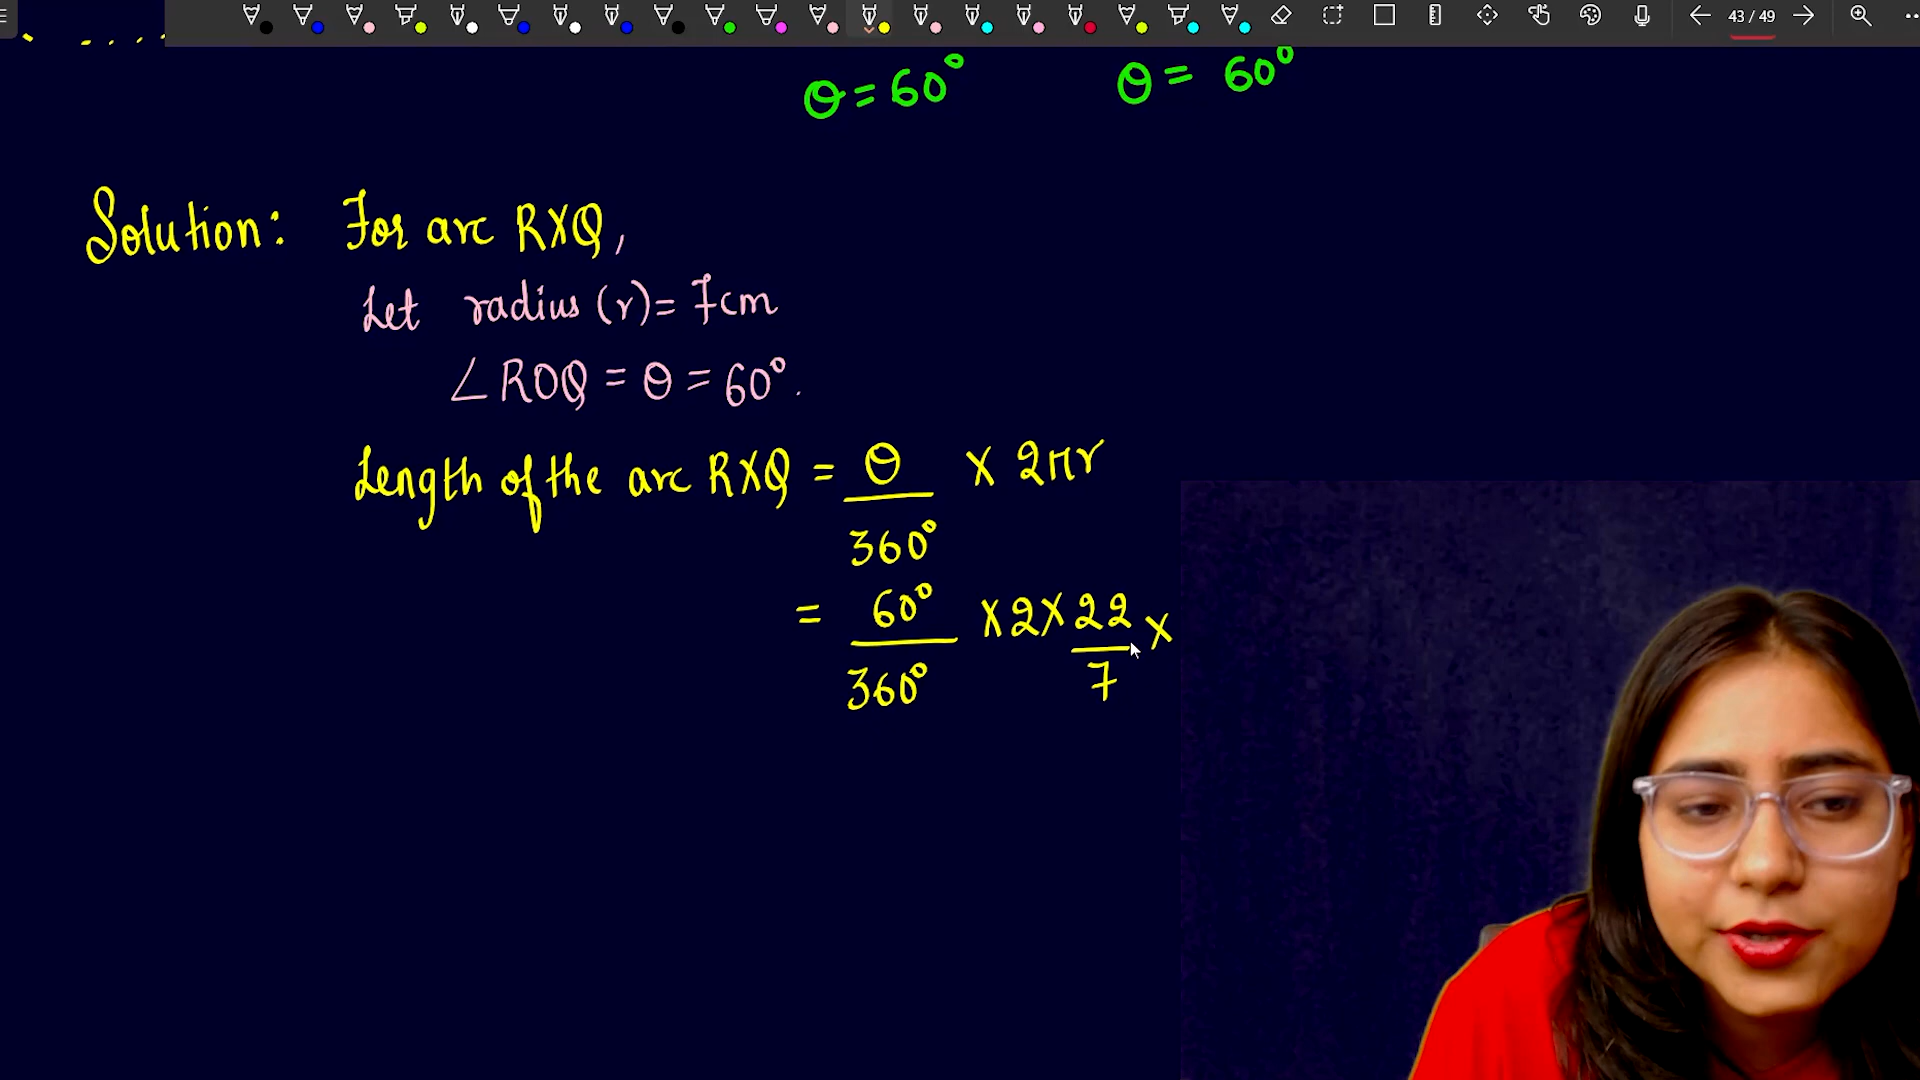 43 / 49
θ = 60°   θ = 60°
Solution: For arc RXQ,
Let radius (r) = 7cm
∠ROQ = θ = 60°.
Length of the arc RXQ = θ/360° × 2πr
= 60°/360° × 2 × 22/7 ×